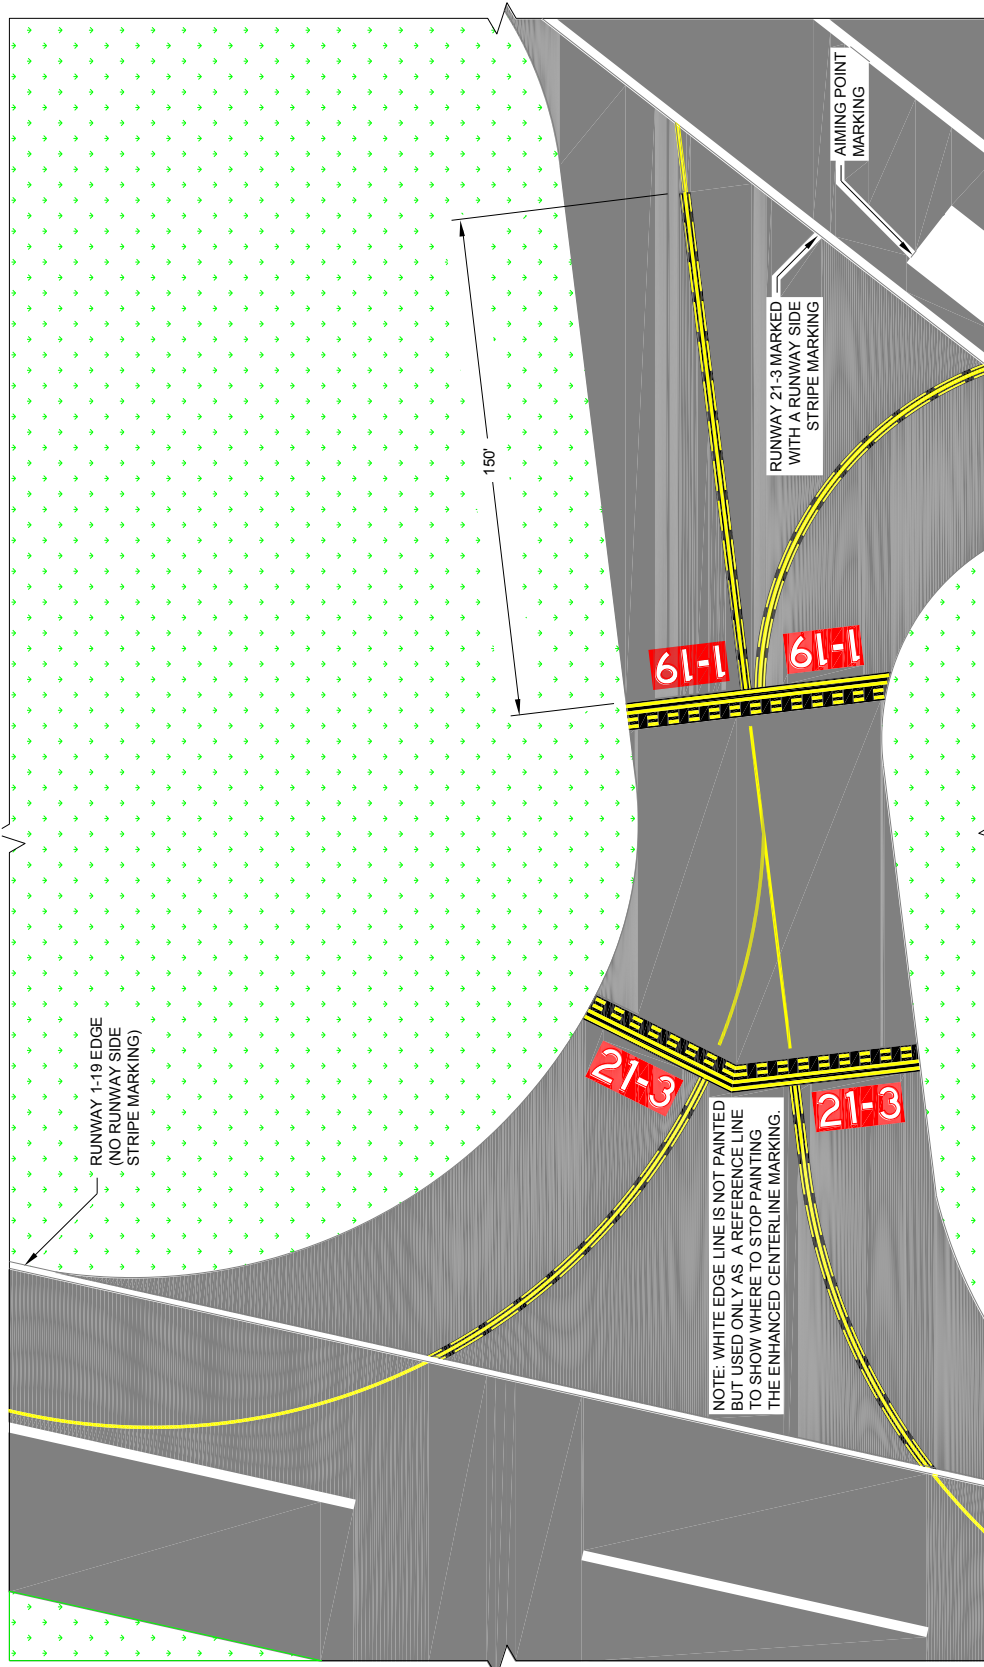 RUNWAY 1-19 EDGE
(NO RUNWAY SIDE
STRIPE MARKING)
150'
21-3
1-19
NOTE: WHITE EDGE LINE IS NOT PAINTED
BUT USED ONLY AS A REFERENCE LINE
TO SHOW WHERE TO STOP PAINTING
THE ENHANCED CENTERLINE MARKING.
RUNWAY 21-3 MARKED
WITH A RUNWAY SIDE
STRIPE MARKING
21-3
1-19
AIMING POINT
MARKING